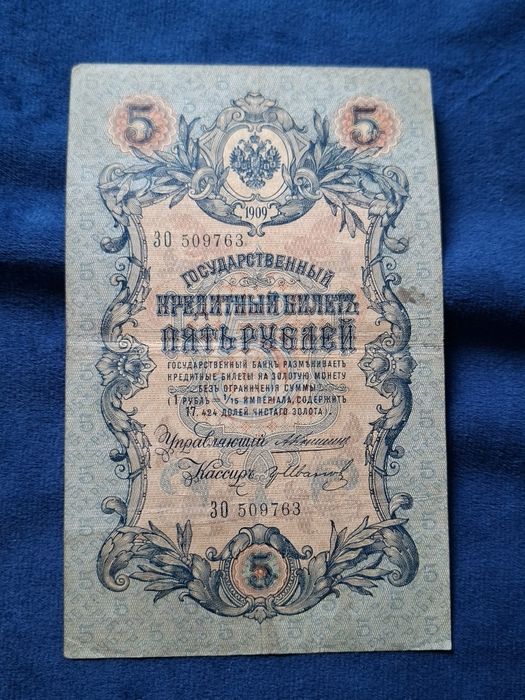 5 5
1909
ЗО 509763
ГОСУДАРСТВЕННЫЙ
КРЕДИТНЫЙ БИЛЕТЪ
ПЯТЬ РУБЛЕЙ
ГОСУДАРСТВЕННЫЙ БАНКЪ РАЗМѢНИВАЕТЪ
КРЕДИТНЫЕ БИЛЕТЫ НА ЗОЛОТУЮ МОНЕТУ
БЕЗЪ ОГРАНИЧЕНІЯ СУММЫ
(1 РУБЛЬ = 1/15 ИМПЕРІАЛА, СОДЕРЖИТЪ
17,424 ДОЛЕЙ ЧИСТАГО ЗОЛОТА).
Управляющій
Кассиръ
ЗО 509763
5